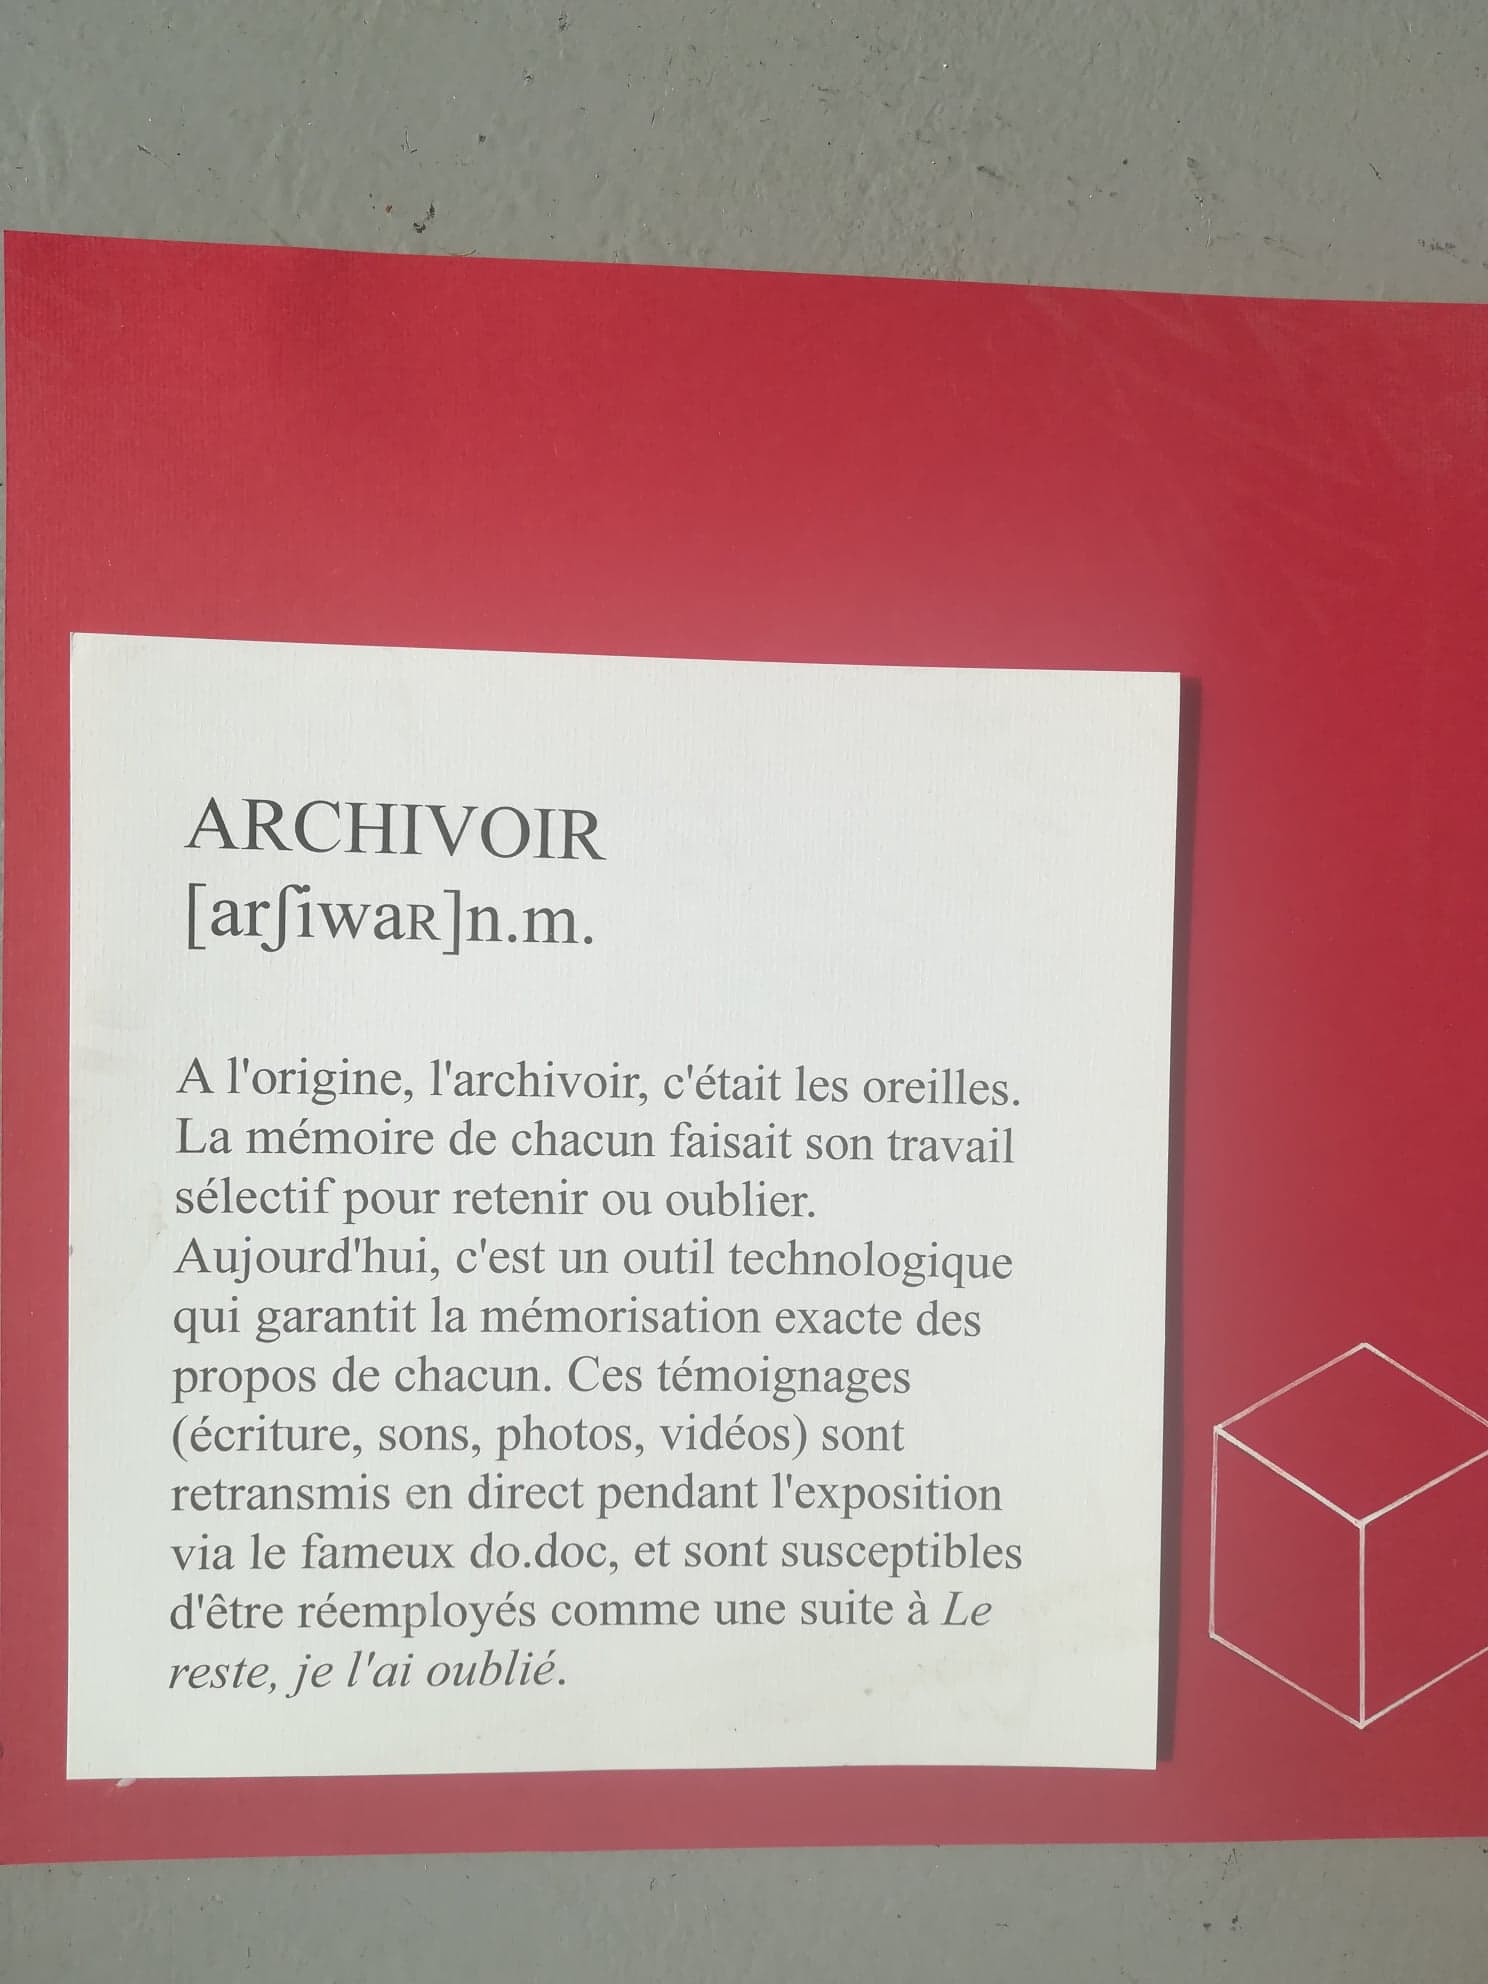 ARCHIVOIR
[arʃiwaʀ]n.m.
A l'origine, l'archivoir, c'était les oreilles.
La mémoire de chacun faisait son travail
sélectif pour retenir ou oublier.
Aujourd'hui, c'est un outil technologique
qui garantit la mémorisation exacte des
propos de chacun. Ces témoignages
(écriture, sons, photos, vidéos) sont
retransmis en direct pendant l'exposition
via le fameux do.doc, et sont susceptibles
d'être réemployés comme une suite à Le
reste, je l'ai oublié.